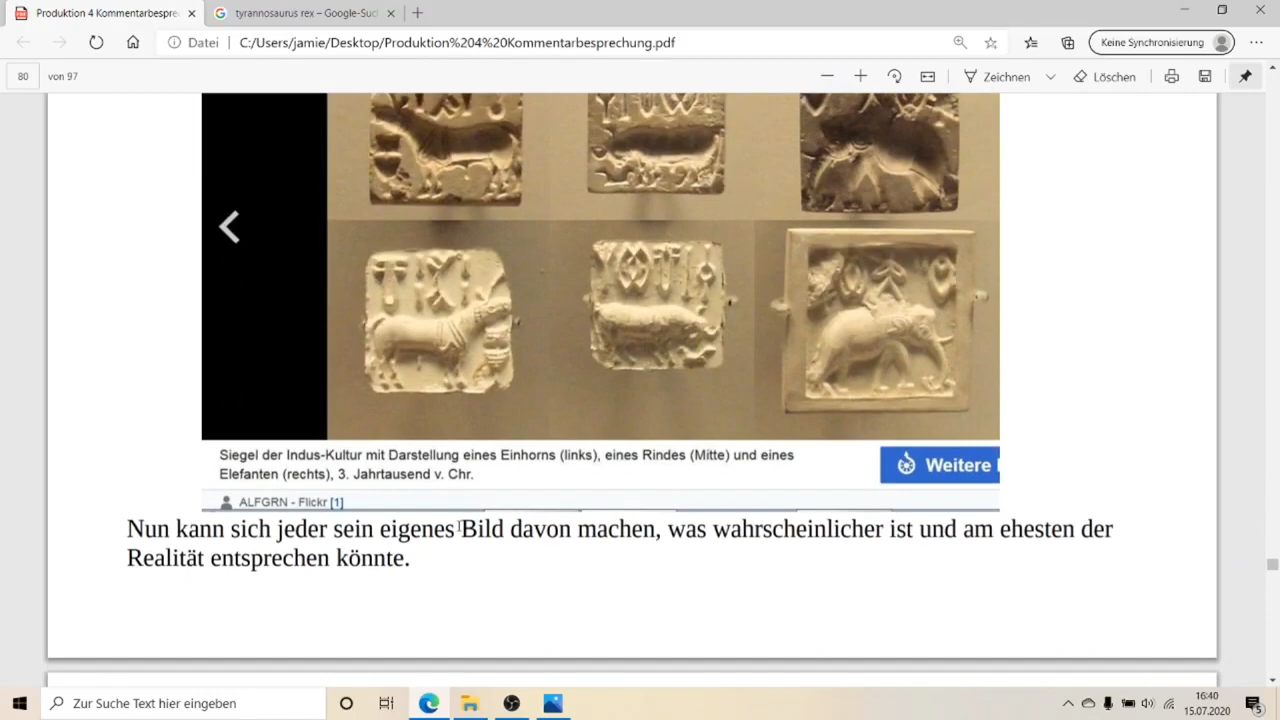 Produktion 4 Kommentarbespre
tyrannosaurus rex – Google-Suc
Datei
C:/Users/jamie/Desktop/Produktion%204%20Kommentarbesprechung.pdf
Keine Synchronisierung
80 von 97
Zeichnen
Löschen
Siegel der Indus-Kultur mit Darstellung eines Einhorns (links), eines Rindes (Mitte) und eines
Elefanten (rechts), 3. Jahrtausend v. Chr.
Weitere
ALFGRN - Flickr [1]
Nun kann sich jeder sein eigenes Bild davon machen, was wahrscheinlicher ist und am ehesten der
Realität entsprechen könnte.
Zur Suche Text hier eingeben
16:40
15.07.2020
5